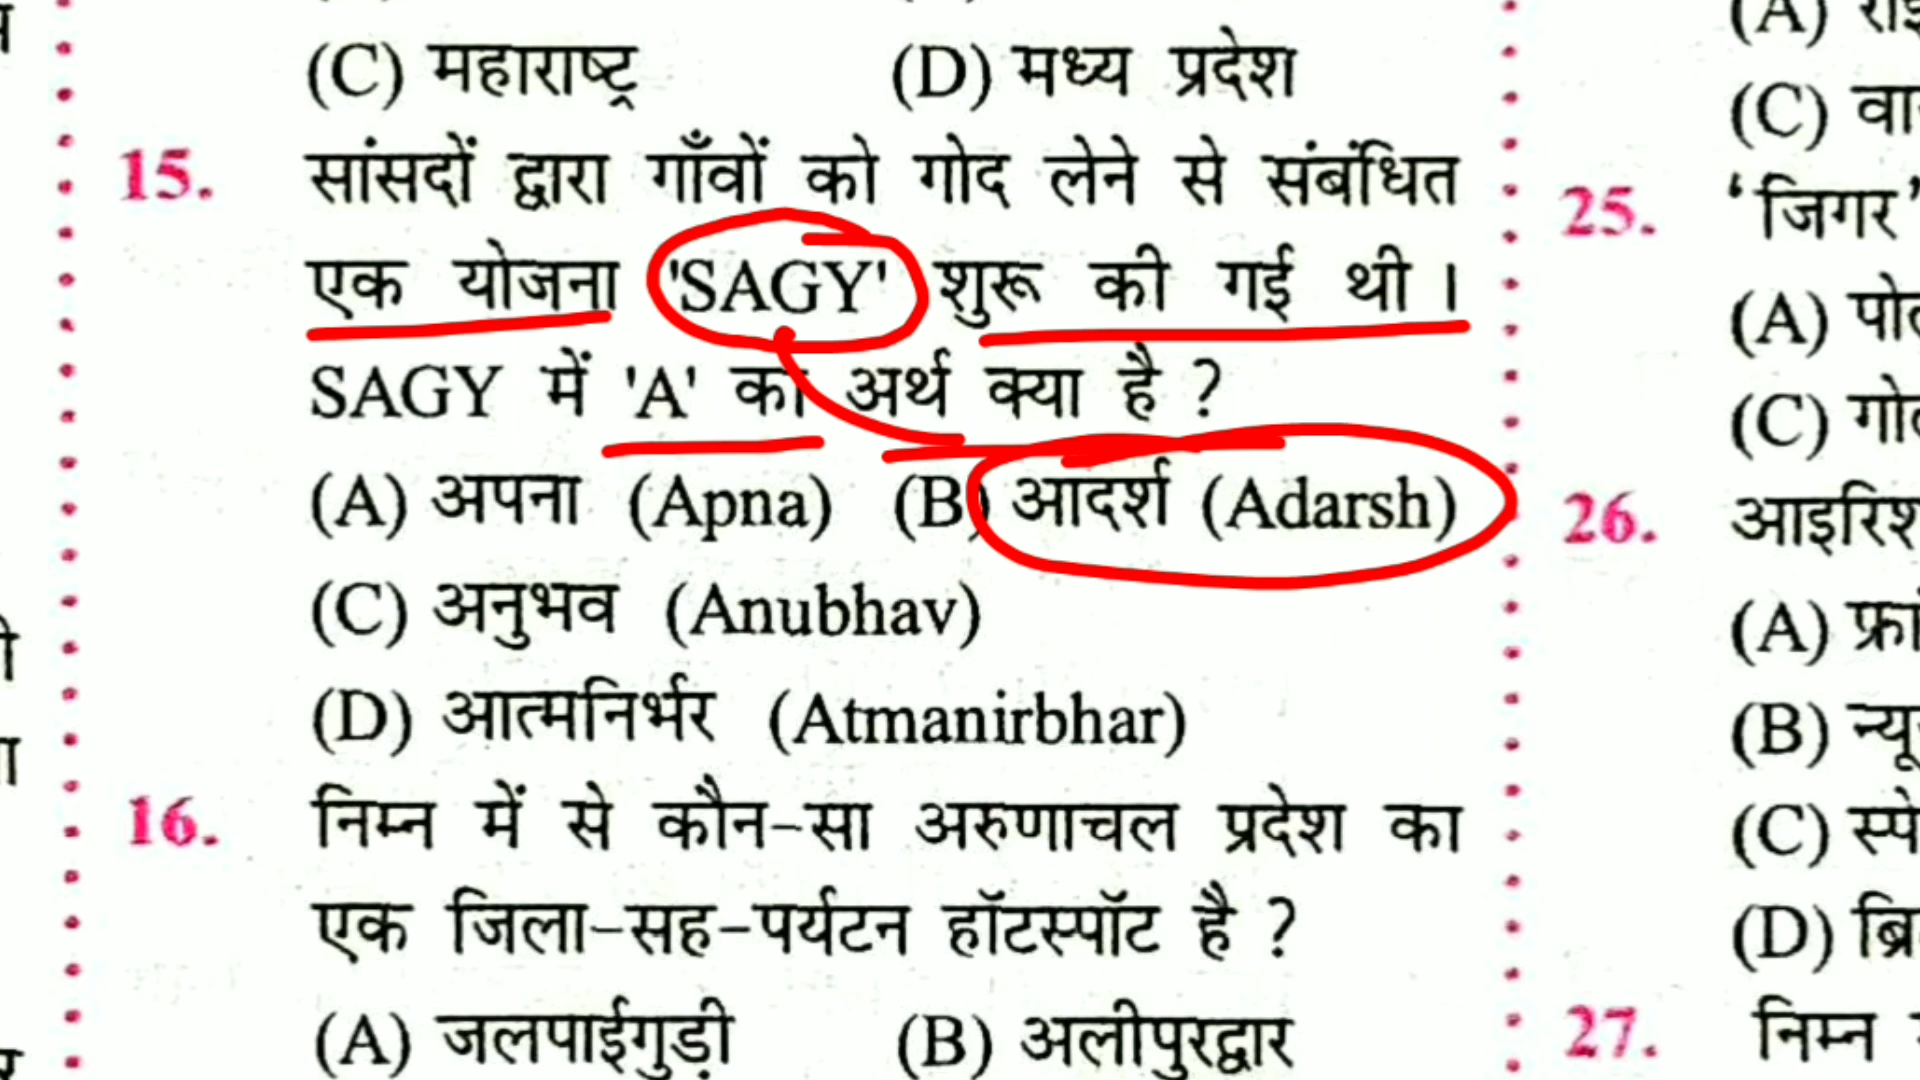 (C) महाराष्ट्र (D) मध्य प्रदेश
15. सांसदों द्वारा गाँवों को गोद लेने से संबंधित
एक योजना 'SAGY' शुरू की गई थी ।
SAGY में 'A' का अर्थ क्या है ?
(A) अपना (Apna) (B) आदर्श (Adarsh)
(C) अनुभव (Anubhav)
(D) आत्मनिर्भर (Atmanirbhar)
16. निम्न में से कौन-सा अरुणाचल प्रदेश का
एक जिला-सह-पर्यटन हॉटस्पॉट है ?
(A) जलपाईगुड़ी (B) अलीपुरद्वार
(A)
(C)
25. 'जिगर'
(A)
(C)
26.
(A)
(B)
(C)
(D)
27. निम्न